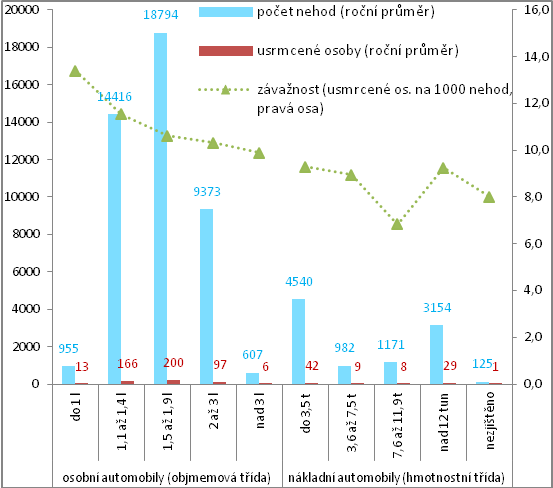 20000
18000
16000
14000
12000
10000
8000
6000
4000
2000
0
16,0
14,0
12,0
10,0
8,0
6,0
4,0
2,0
0,0
počet nehod (roční průměr)
usrmcené osoby (roční průměr)
závažnost (usmrcené os. na 1000 nehod,
pravá osa)
955
14416
18794
9373
607
4540
982
1171
3154
125
13
166
200
97
6
42
9
8
29
1
do 1 l
1,1 až 1,4 l
1,5 až 1,9 l
2 až 3 l
nad 3 l
do 3,5 t
3,6 až 7,5 t
7,6 až 11,9 t
nad 12 tun
nezjištěno
osobní automobily (objmemová třída)
nákladní automobily (hmotnostní třída)